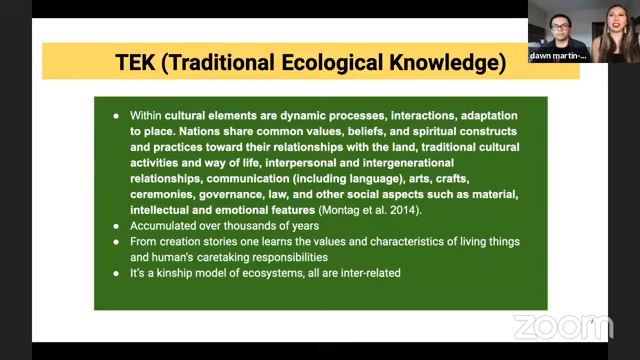 dawn martin-...
TEK (Traditional Ecological Knowledge)
● Within cultural elements are dynamic processes, interactions, adaptation
to place. Nations share common values, beliefs, and spiritual constructs
and practices toward their relationships with the land, traditional cultural
activities and way of life, interpersonal and intergenerational
relationships, communication (including language), arts, crafts,
ceremonies, governance, law, and other social aspects such as material,
intellectual and emotional features (Montag et al. 2014).
● Accumulated over thousands of years
● From creation stories one learns the values and characteristics of living things
and human's caretaking responsibilities
● It's a kinship model of ecosystems, all are inter-related
zoom